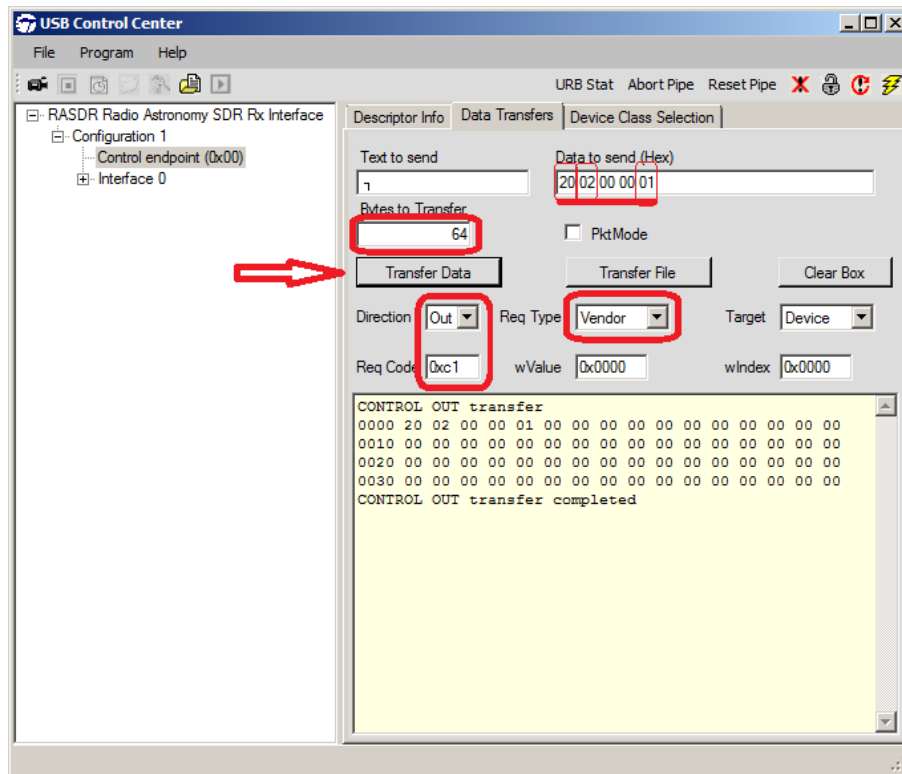 USB Control Center
File Program Help
URB Stat Abort Pipe Reset Pipe
RASDR Radio Astronomy SDR Rx Interface
Configuration 1
Control endpoint (0x00)
Interface 0
Descriptor Info Data Transfers Device Class Selection
Text to send Data to send (Hex)
┐ 20 02 00 00 01
Bytes to Transfer
64 PktMode
Transfer Data Transfer File Clear Box
Direction Out Req Type Vendor Target Device
Req Code 0xc1 wValue 0x0000 wIndex 0x0000
CONTROL OUT transfer
0000 20 02 00 00 01 00 00 00 00 00 00 00 00 00 00 00 00
0010 00 00 00 00 00 00 00 00 00 00 00 00 00 00 00 00
0020 00 00 00 00 00 00 00 00 00 00 00 00 00 00 00 00
0030 00 00 00 00 00 00 00 00 00 00 00 00 00 00 00 00
CONTROL OUT transfer completed